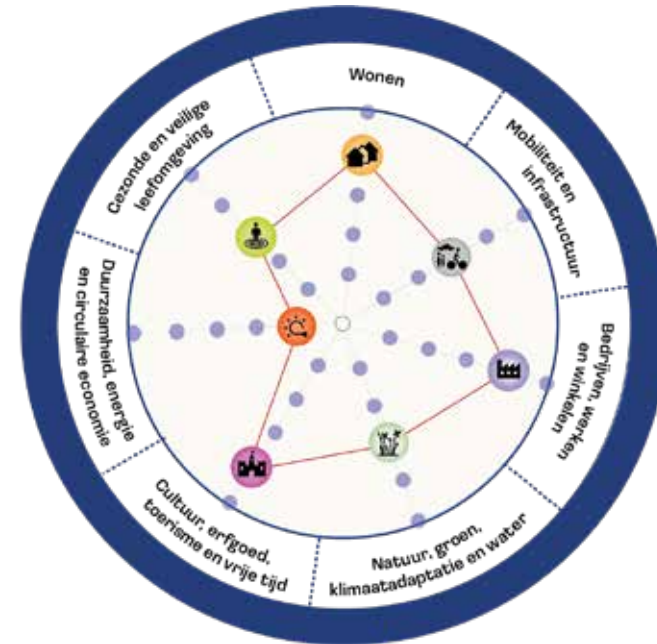 Wonen
Mobiliteit en
infrastructuur
Bedrijven, werken
en winkelen
Natuur, groen,
klimaatadaptatie en water
Cultuur, erfgoed,
toerisme en vrije tijd
Duurzaamheid, energie
en circulaire economie
Gezonde en veilige
leefomgeving